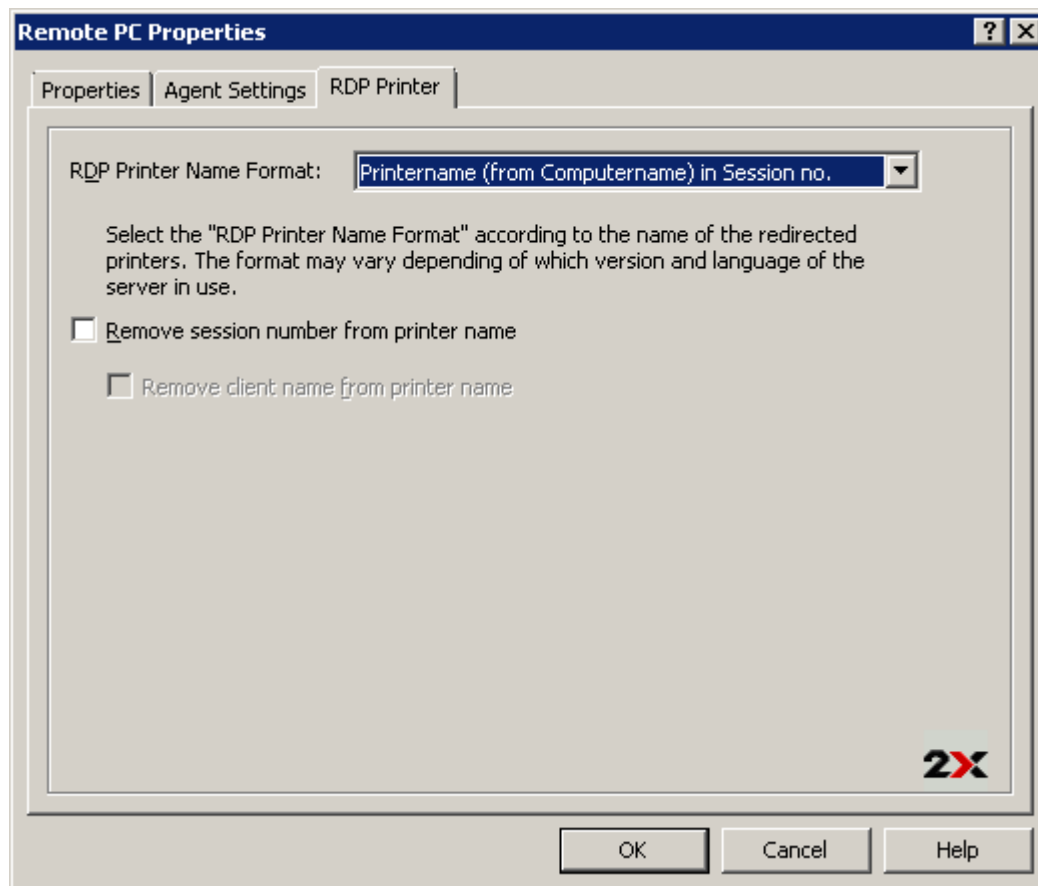 Remote PC Properties
Properties
Agent Settings
RDP Printer
RDP Printer Name Format:
Printername (from Computername) in Session no.
Select the "RDP Printer Name Format" according to the name of the redirected
printers. The format may vary depending of which version and language of the
server in use.
Remove session number from printer name
Remove client name from printer name
2X
OK
Cancel
Help